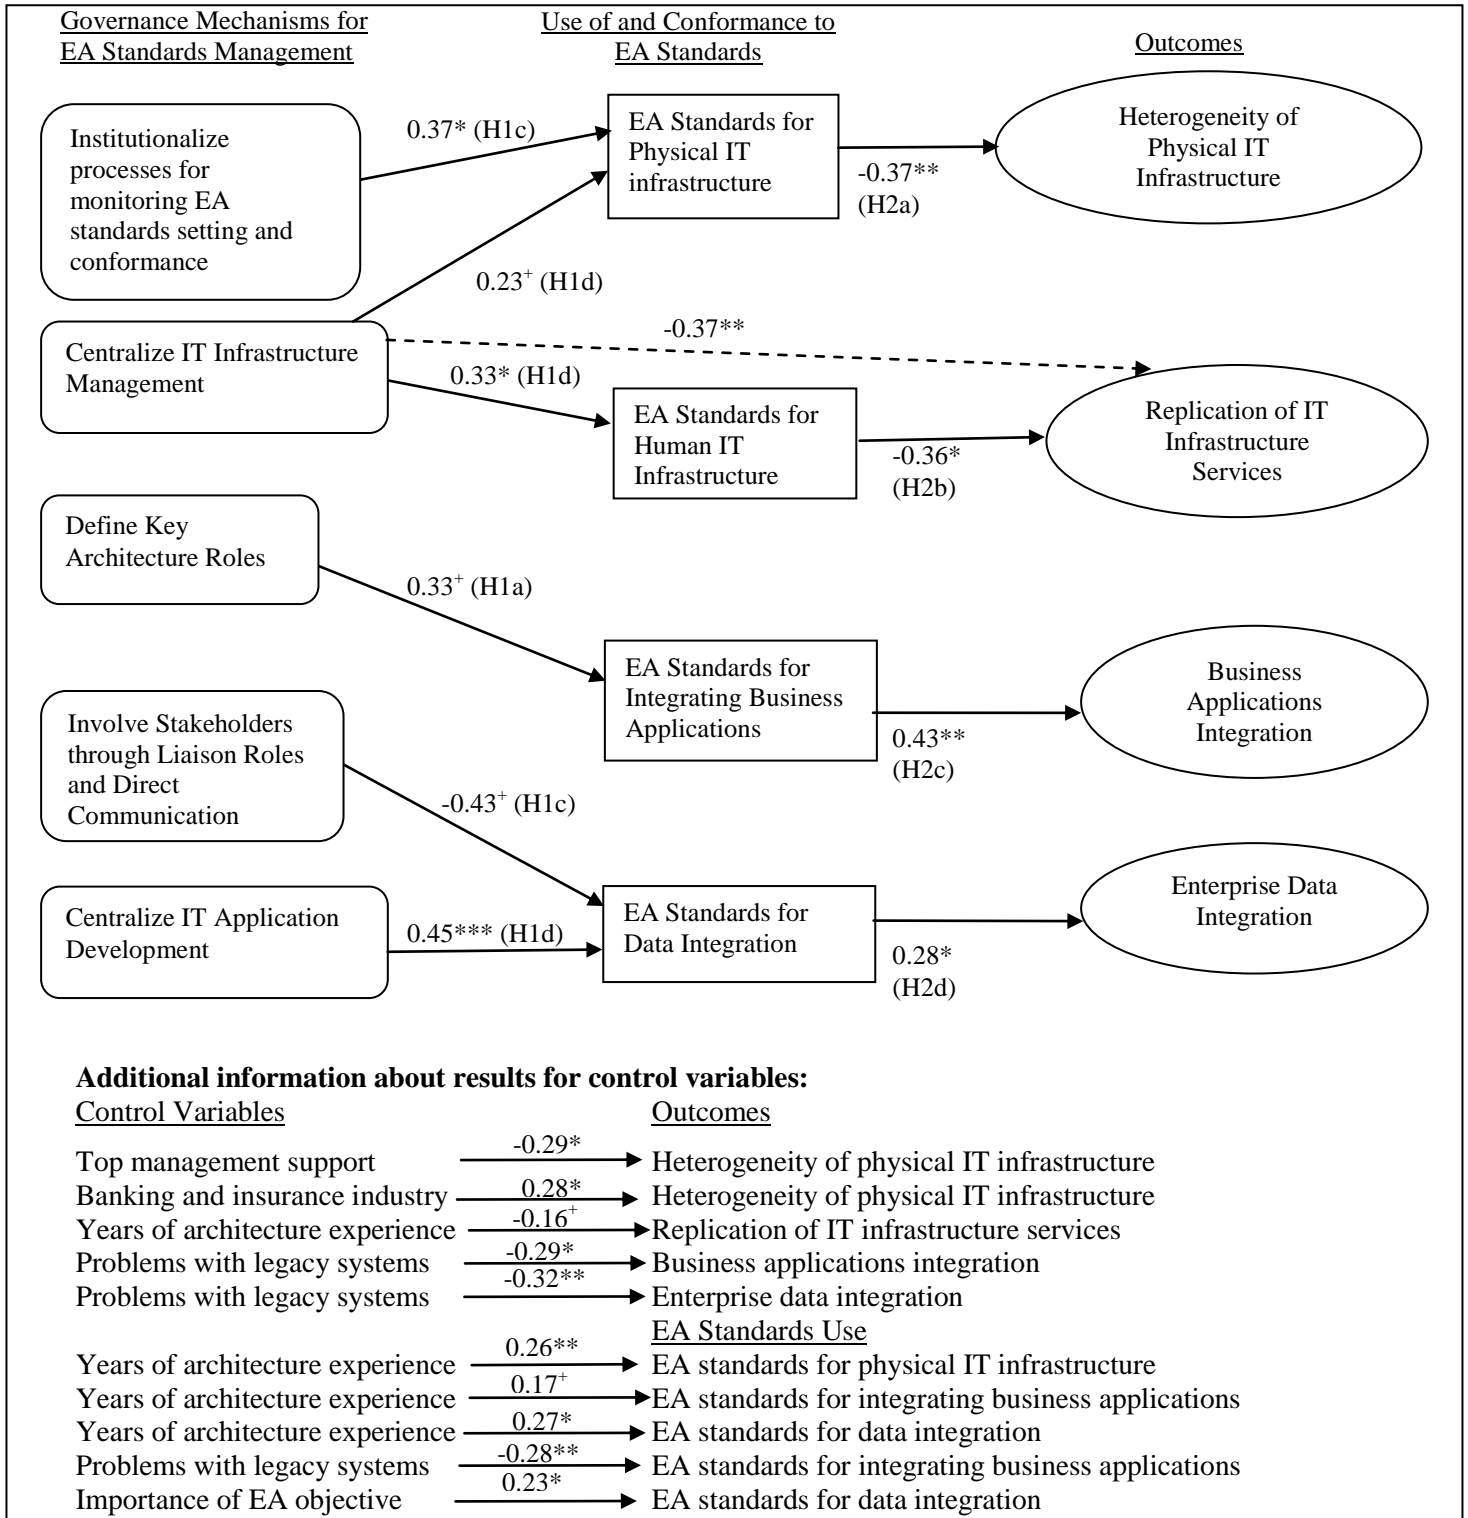 Governance Mechanisms for
EA Standards Management
Use of and Conformance to
EA Standards
Outcomes
Institutionalize
processes for
monitoring EA
standards setting and
conformance
0.37* (H1c)
EA Standards for
Physical IT
infrastructure
-0.37**
(H2a)
Heterogeneity of
Physical IT
Infrastructure
0.23+ (H1d)
Centralize IT Infrastructure
Management
-0.37**
0.33* (H1d)
EA Standards for
Human IT
Infrastructure
-0.36*
(H2b)
Replication of IT
Infrastructure
Services
Define Key
Architecture Roles
0.33+ (H1a)
EA Standards for
Integrating Business
Applications
0.43**
(H2c)
Business
Applications
Integration
Involve Stakeholders
through Liaison Roles
and Direct
Communication
-0.43+ (H1c)
Centralize IT Application
Development
0.45*** (H1d)
EA Standards for
Data Integration
0.28*
(H2d)
Enterprise Data
Integration
Additional information about results for control variables:
Control Variables Outcomes
Top management support -0.29* Heterogeneity of physical IT infrastructure
Banking and insurance industry 0.28* Heterogeneity of physical IT infrastructure
Years of architecture experience -0.16+ Replication of IT infrastructure services
Problems with legacy systems -0.29* Business applications integration
Problems with legacy systems -0.32** Enterprise data integration
EA Standards Use
Years of architecture experience 0.26** EA standards for physical IT infrastructure
Years of architecture experience 0.17+ EA standards for integrating business applications
Years of architecture experience 0.27* EA standards for data integration
Problems with legacy systems -0.28** EA standards for integrating business applications
Importance of EA objective 0.23* EA standards for data integration